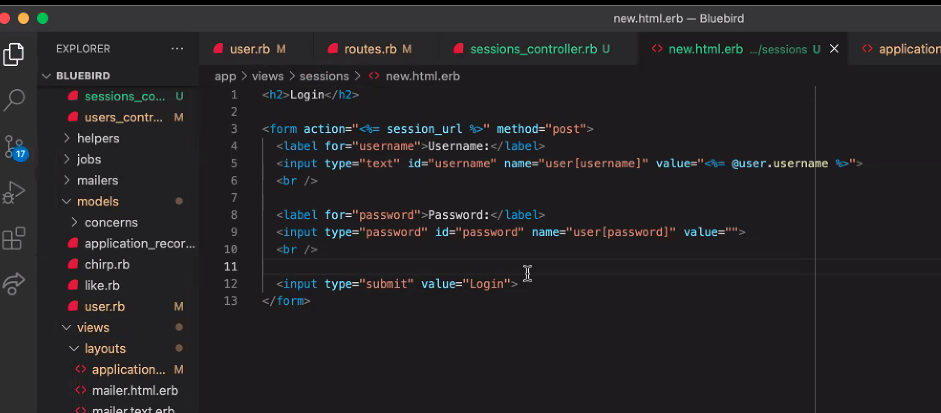 new.html.erb — Bluebird
EXPLORER ...
user.rb M routes.rb M sessions_controller.rb U new.html.erb .../sessions U application
BLUEBIRD
app > views > sessions > new.html.erb
sessions_co... U
users_contr... M
helpers
jobs
mailers
models
concerns
application_recor...
chirp.rb
like.rb
user.rb M
views
layouts
application... M
mailer.html.erb
mailer.text.erb
17
1 <h2>Login</h2>
2
3 <form action="<%= session_url %>" method="post">
4 <label for="username">Username:</label>
5 <input type="text" id="username" name="user[username]" value="<%= @user.username %>">
6 <br />
7
8 <label for="password">Password:</label>
9 <input type="password" id="password" name="user[password]" value="">
10 <br />
11
12 <input type="submit" value="Login">
13 </form>